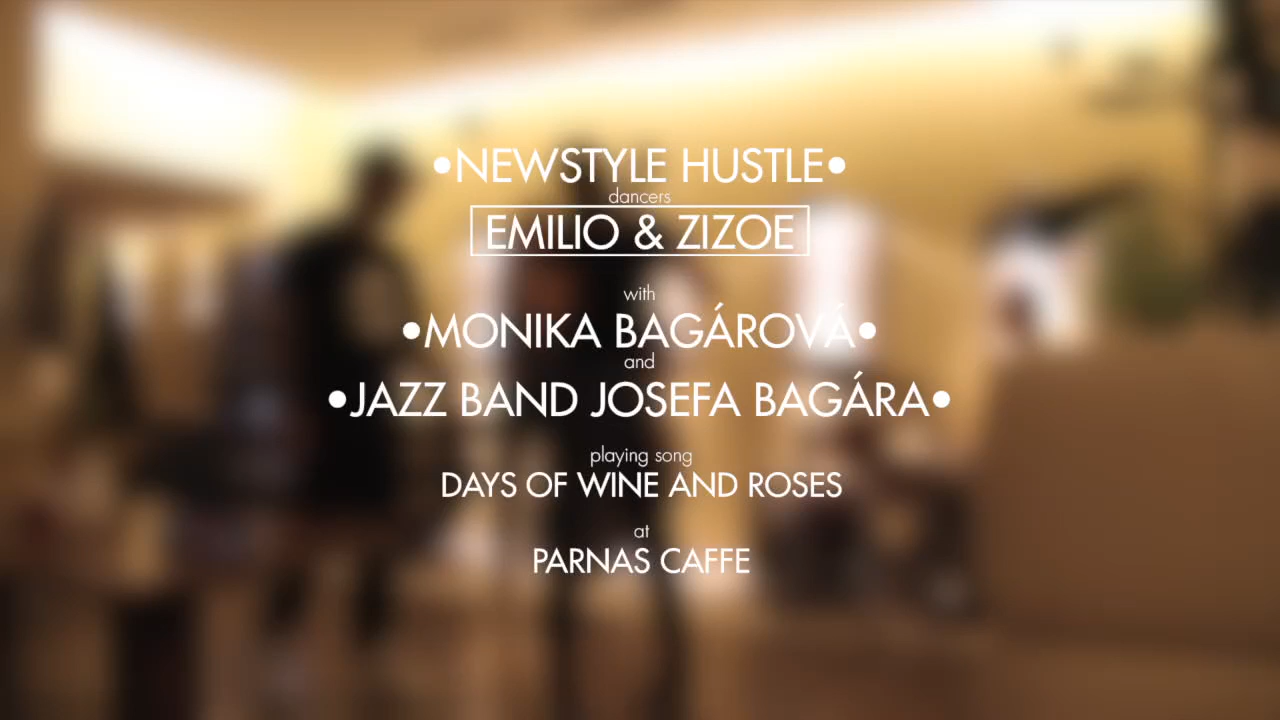 •NEWSTYLE HUSTLE•
dancers
EMILIO & ZIZOE
with
•MONIKA BAGÁROVÁ•
and
•JAZZ BAND JOSEFA BAGÁRA•
playing song
DAYS OF WINE AND ROSES
at
PARNAS CAFFE